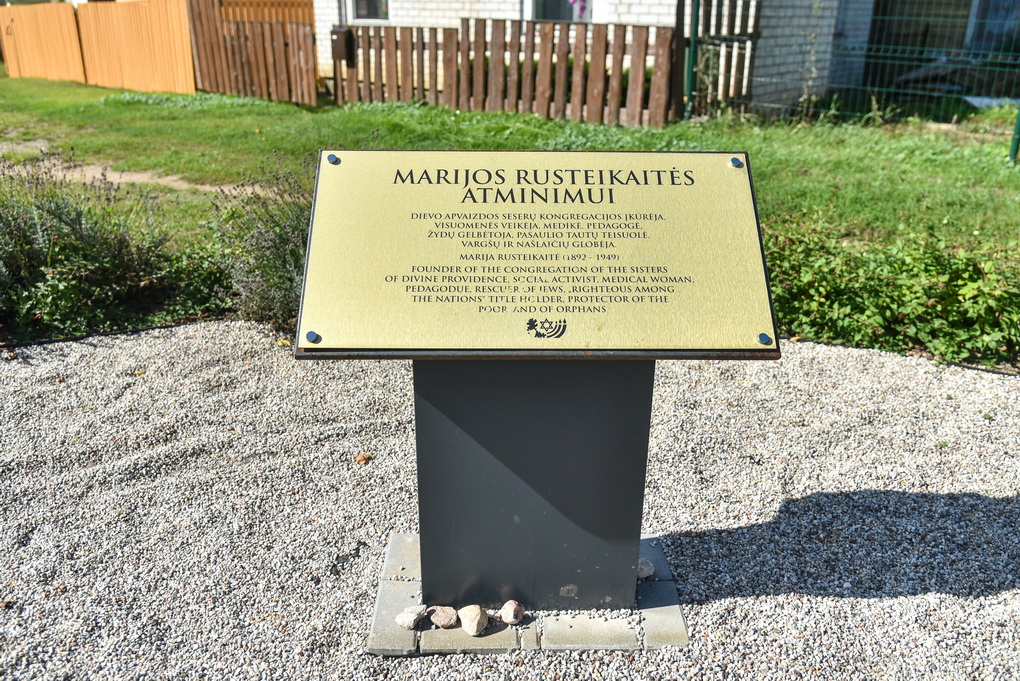 MARIJOS RUSTEIKAITĖS
ATMINIMUI
DIEVO APVAIZDOS SESERŲ KONGREGACIJOS ĮKŪRĖJA,
VISUOMENĖS VEIKĖJA, MEDIKĖ, PEDAGOGĖ,
ŽYDŲ GELBĖTOJA, PASAULIO TAUTŲ TEISUOLĖ,
VARGŠŲ IR NAŠLAIČIŲ GLOBĖJA.
MARIJA RUSTEIKAITĖ (1892 - 1949)
FOUNDER OF THE CONGREGATION OF THE SISTERS
OF DIVINE PROVIDENCE, SOCIAL ACTIVIST, MEDICAL WOMAN,
PEDAGODUE, RESCUER OF JEWS, „RIGHTEOUS AMONG
THE NATIONS" TITLE HOLDER, PROTECTOR OF THE
POOR AND OF ORPHANS